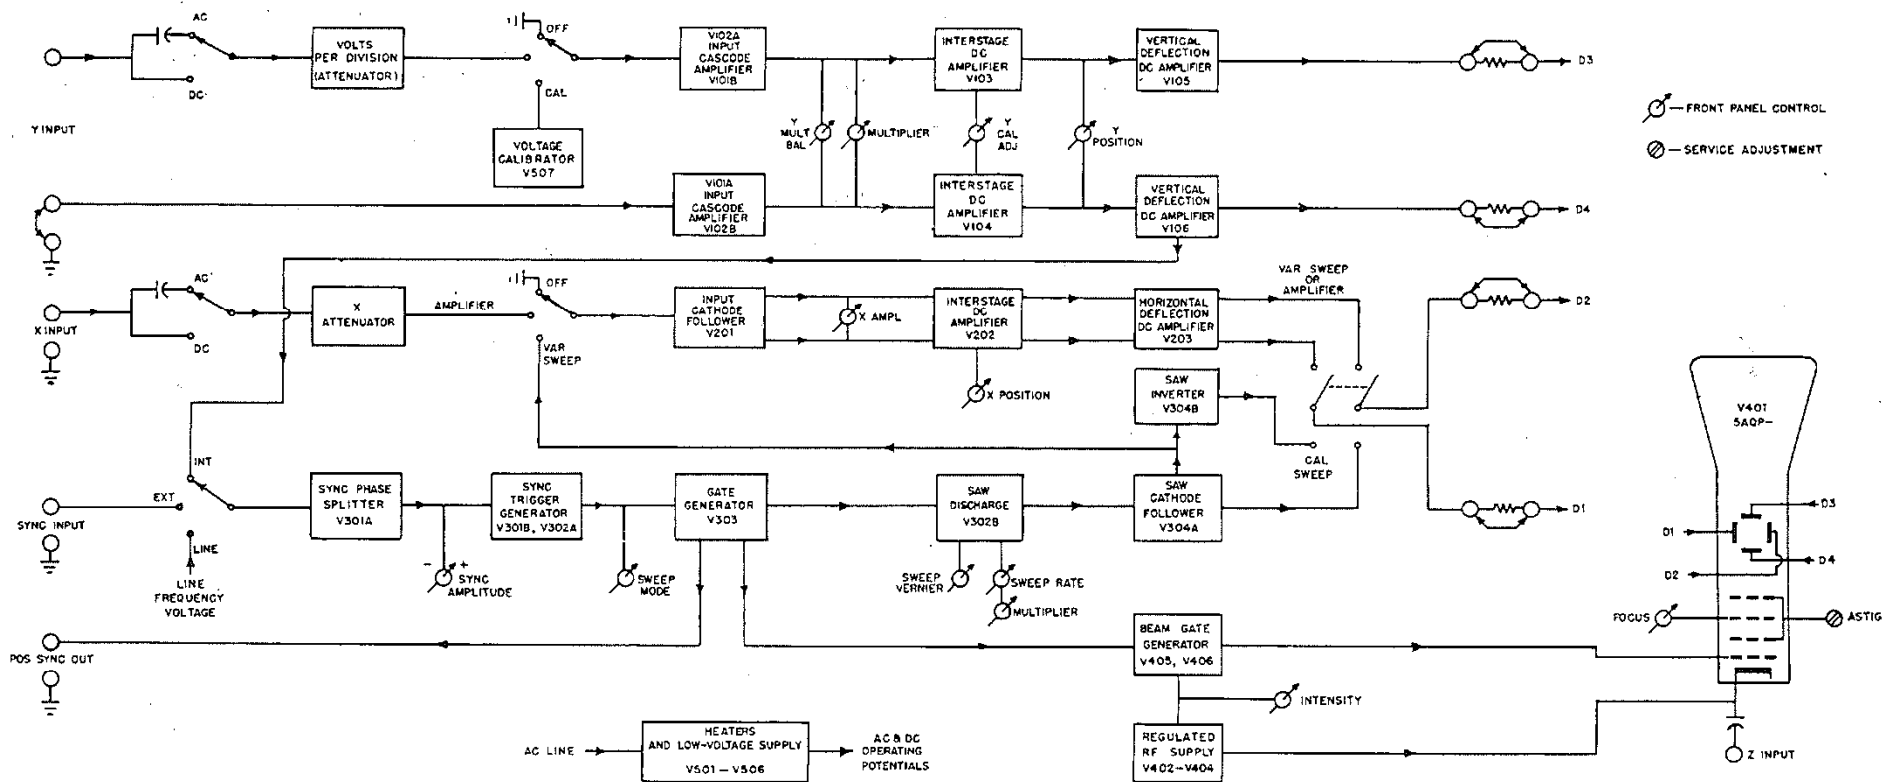 AC
DC
Y INPUT
VOLTS
PER DIVISION
(ATTENUATOR)
OFF
CAL
VOLTAGE
CALIBRATOR
V507
V102A
INPUT
CASCODE
AMPLIFIER
V101B
Y
MULT
BAL
MULTIPLIER
INTERSTAGE
DC
AMPLIFIER
V103
Y
CAL
ADJ
Y
POSITION
VERTICAL
DEFLECTION
DC AMPLIFIER
V105
D3
— FRONT PANEL CONTROL
— SERVICE ADJUSTMENT
V101A
INPUT
CASCODE
AMPLIFIER
V102B
INTERSTAGE
DC
AMPLIFIER
V104
VERTICAL
DEFLECTION
DC AMPLIFIER
V106
D4
AC
DC
X INPUT
X
ATTENUATOR
AMPLIFIER
OFF
VAR
SWEEP
INPUT
CATHODE
FOLLOWER
V201
X AMPL
INTERSTAGE
DC
AMPLIFIER
V202
X POSITION
HORIZONTAL
DEFLECTION
DC AMPLIFIER
V203
VAR SWEEP
OR
AMPLIFIER
D2
SAW
INVERTER
V304B
CAL
SWEEP
V401
5AQP-
INT
EXT
LINE
SYNC INPUT
LINE
FREQUENCY
VOLTAGE
SYNC PHASE
SPLITTER
V301A
- +
SYNC
AMPLITUDE
SYNC
TRIGGER
GENERATOR
V301B, V302A
SWEEP
MODE
GATE
GENERATOR
V303
SAW
DISCHARGE
V302B
SWEEP
VERNIER
SWEEP RATE
MULTIPLIER
SAW
CATHODE
FOLLOWER
V304A
D1
D3
D1
D4
D2
FOCUS
ASTIG
POS SYNC OUT
BEAM GATE
GENERATOR
V405, V406
INTENSITY
REGULATED
RF SUPPLY
V402-V404
Z INPUT
AC LINE
HEATERS
AND LOW-VOLTAGE SUPPLY
V501-V506
AC & DC
OPERATING
POTENTIALS